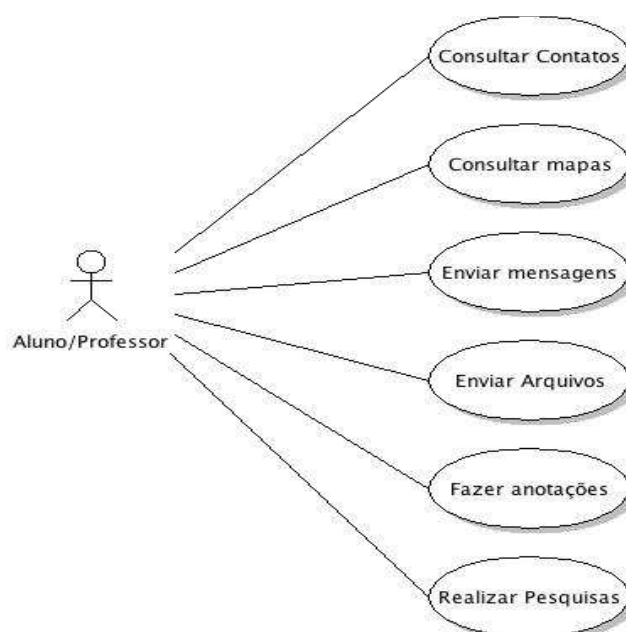 Consultar Contatos
Consultar mapas
Enviar mensagens
Aluno/Professor
Enviar Arquivos
Fazer anotações
Realizar Pesquisas